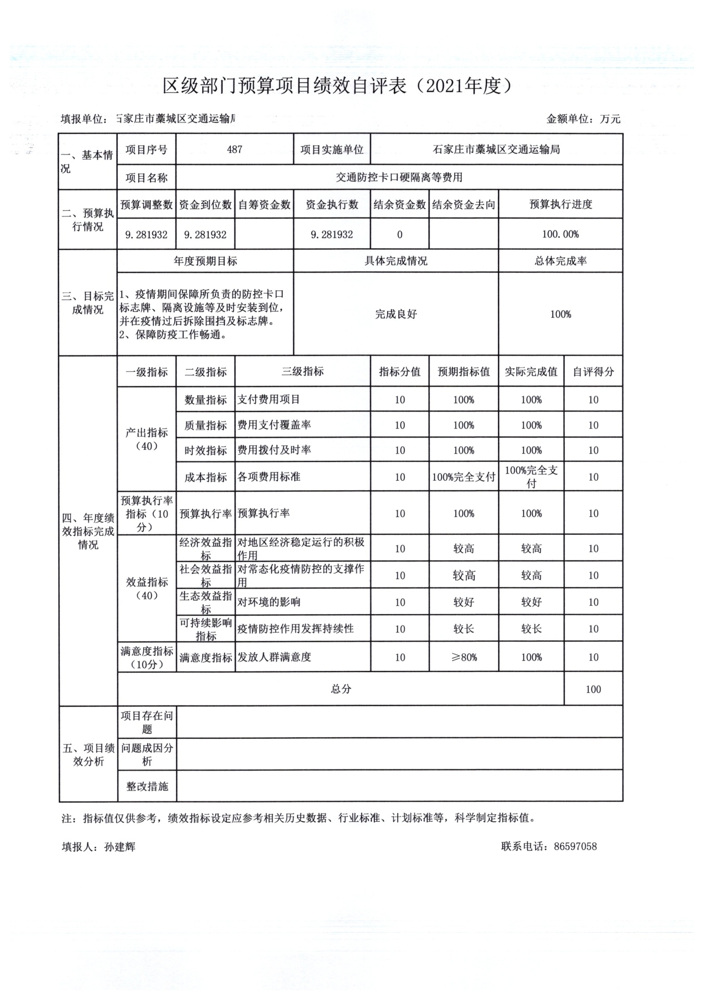 区级部门预算项目绩效自评表（2021年度）
填报单位：石家庄市藁城区交通运输局
金额单位：万元
一、基本情
况
项目序号 487 项目实施单位 石家庄市藁城区交通运输局
项目名称 交通防控卡口硬隔离等费用
二、预算执
行情况
预算调整数 资金到位数 自筹资金数 资金执行数 结余资金数 结余资金去向 预算执行进度
9.281932 9.281932 9.281932 0 100.00%
三、目标完
成情况
年度预期目标 具体完成情况 总体完成率
1、疫情期间保障所负责的防控卡口
标志牌、隔离设施等及时安装到位，
并在疫情过后拆除围挡及标志牌。
2、保障防疫工作畅通。
完成良好
100%
四、年度绩
效指标完成
情况
一级指标 二级指标 三级指标 指标分值 预期指标值 实际完成值 自评得分
产出指标
（40）
数量指标 支付费用项目 10 100% 100% 10
质量指标 费用支付覆盖率 10 100% 100% 10
时效指标 费用拨付及时率 10 100% 100% 10
成本指标 各项费用标准 10 100%完全支付 100%完全支
付
10
预算执行率
指标（10
分）
预算执行率 预算执行率 10 100% 100% 10
效益指标
（40）
经济效益指
标
对地区经济稳定运行的积极
作用
10 较高 较高 10
社会效益指
标
对常态化疫情防控的支撑作
用
10 较高 较高 10
生态效益指
标
对环境的影响 10 较好 较好 10
可持续影响
指标
疫情防控作用发挥持续性 10 较长 较长 10
满意度指标
（10分）
满意度指标 发放人群满意度 10 ≥80% 100% 10
总分 100
五、项目绩
效分析
项目存在问
题
问题成因分
析
整改措施
注：指标值仅供参考，绩效指标设定应参考相关历史数据、行业标准、计划标准等，科学制定指标值。
填报人：孙建辉
联系电话：86597058